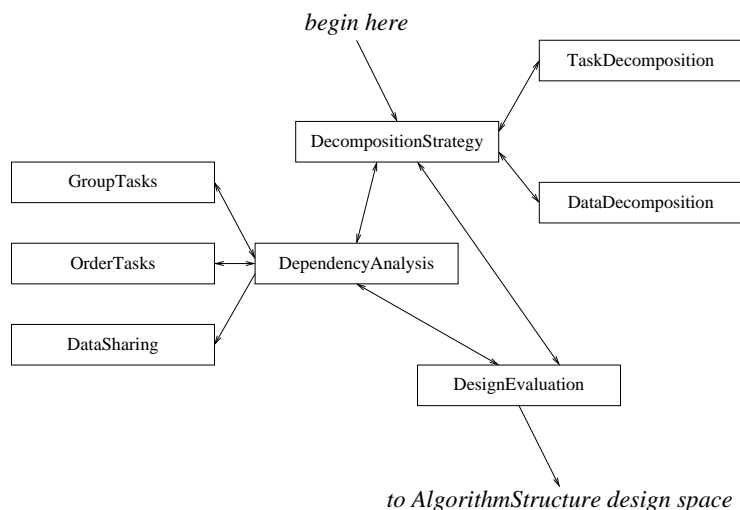 begin here
TaskDecomposition
DecompositionStrategy
GroupTasks
DataDecomposition
OrderTasks
DependencyAnalysis
DataSharing
DesignEvaluation
to AlgorithmStructure design space